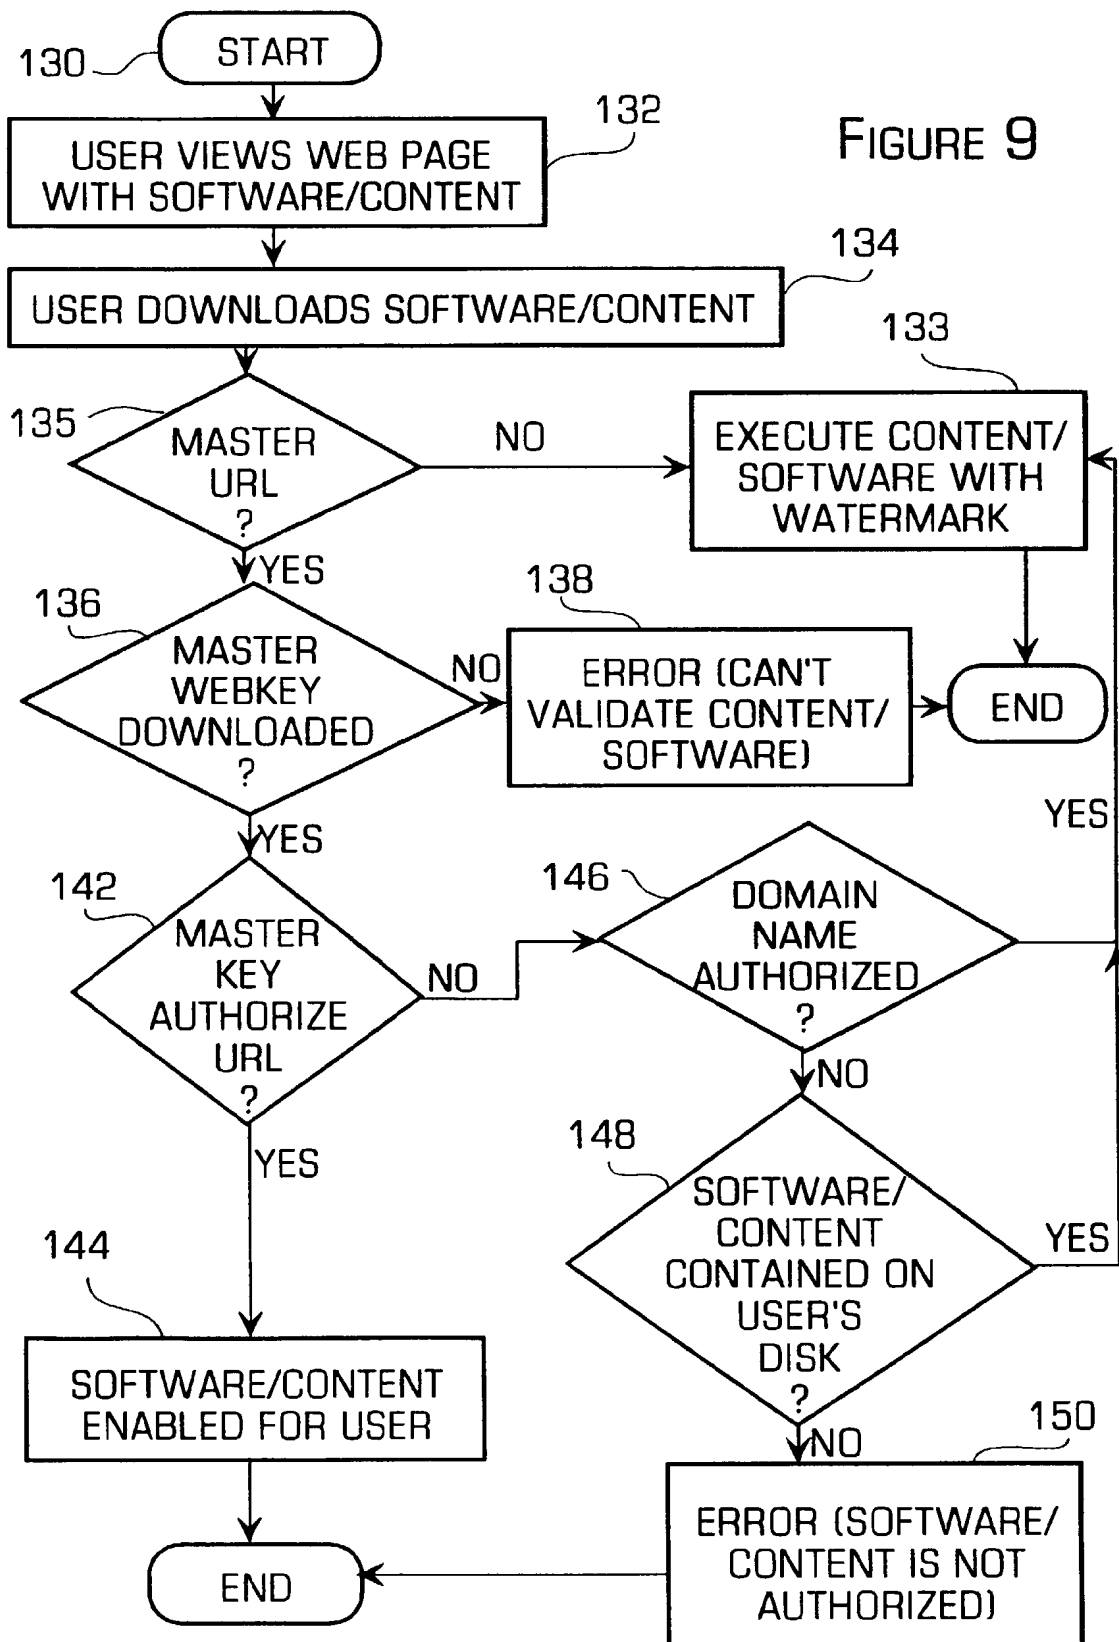 130
START
FIGURE 9
132
USER VIEWS WEB PAGE
WITH SOFTWARE/CONTENT
134
USER DOWNLOADS SOFTWARE/CONTENT
133
135
MASTER
URL
?
NO
EXECUTE CONTENT/
SOFTWARE WITH
WATERMARK
YES
136
MASTER
WEBKEY
DOWNLOADED
?
NO
138
ERROR (CAN'T
VALIDATE CONTENT/
SOFTWARE)
END
YES
YES
142
MASTER
KEY
AUTHORIZE
URL
?
NO
146
DOMAIN
NAME
AUTHORIZED
?
NO
YES
148
SOFTWARE/
CONTENT
CONTAINED ON
USER'S
DISK
?
YES
144
SOFTWARE/CONTENT
ENABLED FOR USER
NO
150
ERROR (SOFTWARE/
CONTENT IS NOT
AUTHORIZED)
END